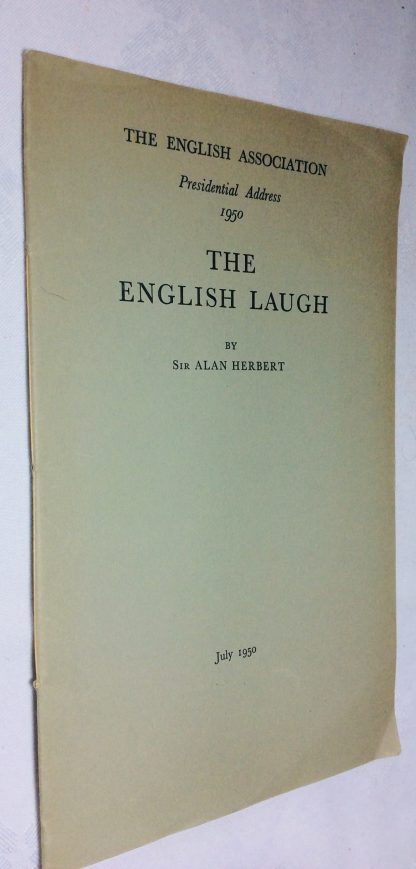 THE ENGLISH ASSOCIATION
Presidential Address
1950
THE
ENGLISH LAUGH
BY
SIR ALAN HERBERT
July 1950